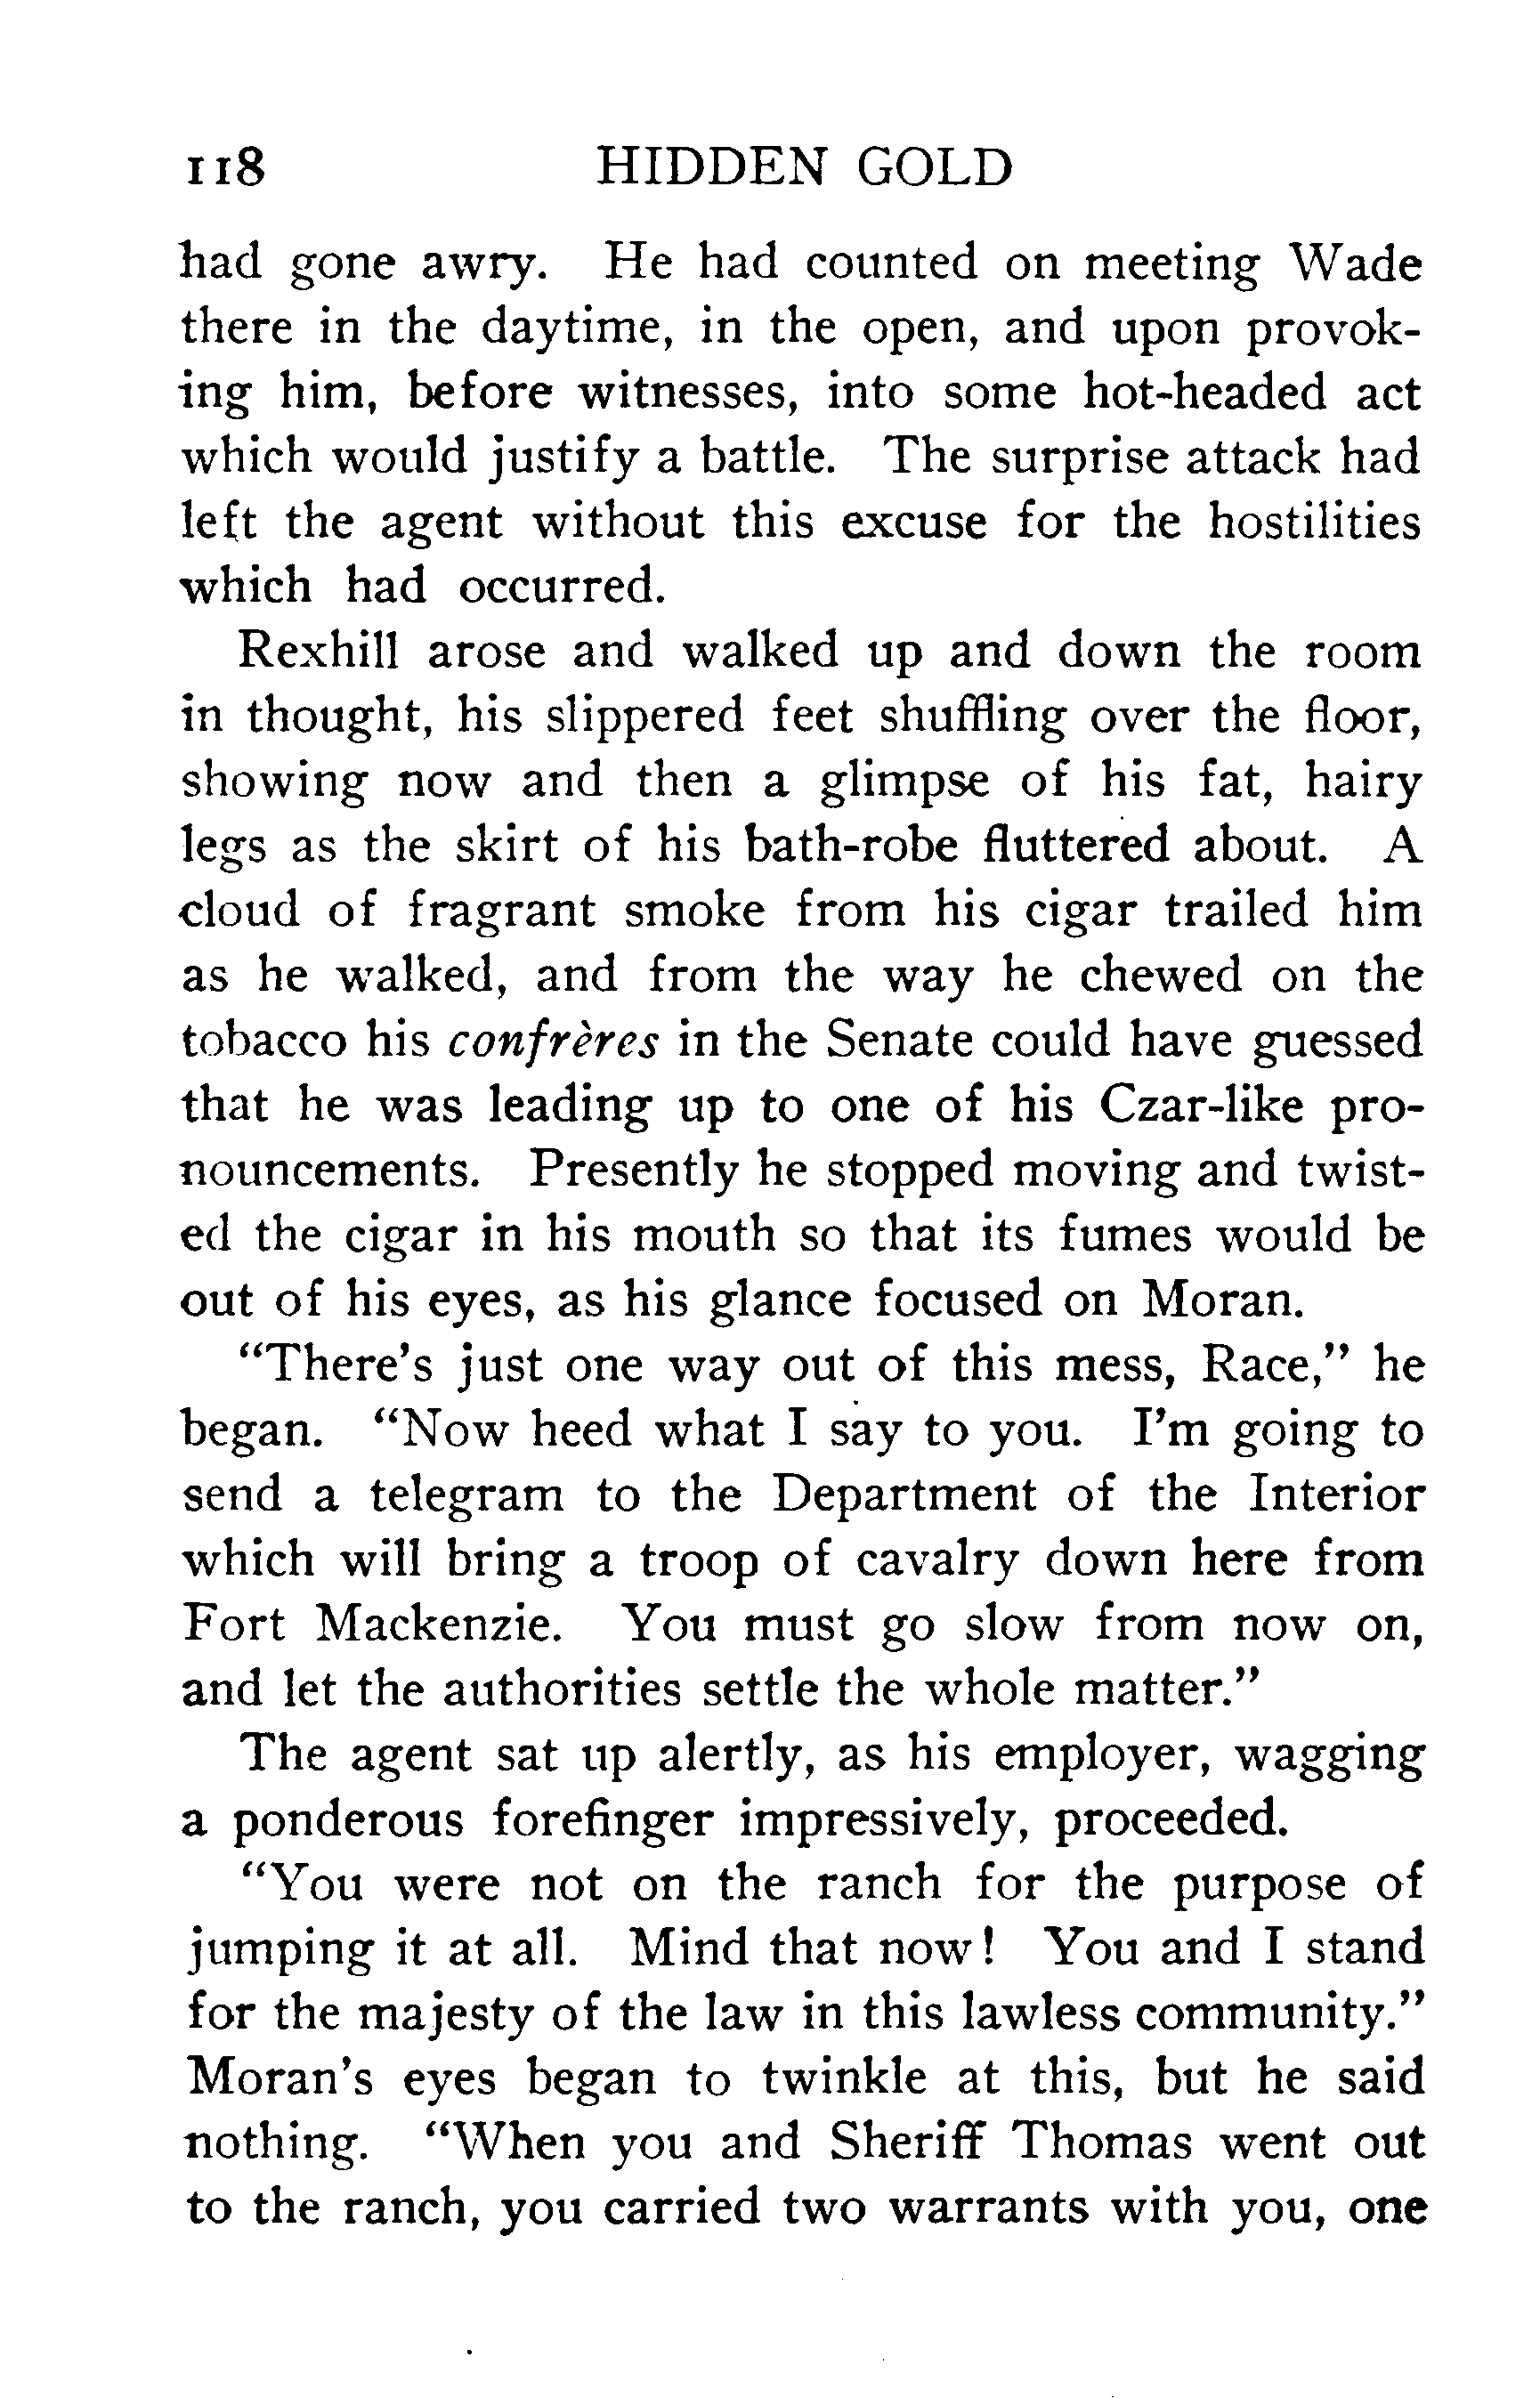 118 HIDDEN GOLD
had gone awry. He had counted on meeting Wade
there in the daytime, in the open, and upon provok-
ing him, before witnesses, into some hot-headed act
which would justify a battle. The surprise attack had
left the agent without this excuse for the hostilities
which had occurred.
Rexhill arose and walked up and down the room
in thought, his slippered feet shuffling over the floor,
showing now and then a glimpse of his fat, hairy
legs as the skirt of his bath-robe fluttered about. A
cloud of fragrant smoke from his cigar trailed him
as he walked, and from the way he chewed on the
tobacco his confrères in the Senate could have guessed
that he was leading up to one of his Czar-like pro-
nouncements. Presently he stopped moving and twist-
ed the cigar in his mouth so that its fumes would be
out of his eyes, as his glance focused on Moran.
“There’s just one way out of this mess, Race,” he
began. “Now heed what I say to you. I’m going to
send a telegram to the Department of the Interior
which will bring a troop of cavalry down here from
Fort Mackenzie. You must go slow from now on,
and let the authorities settle the whole matter.”
The agent sat up alertly, as his employer, wagging
a ponderous forefinger impressively, proceeded.
“You were not on the ranch for the purpose of
jumping it at all. Mind that now! You and I stand
for the majesty of the law in this lawless community.”
Moran’s eyes began to twinkle at this, but he said
nothing. “When you and Sheriff Thomas went out
to the ranch, you carried two warrants with you, one